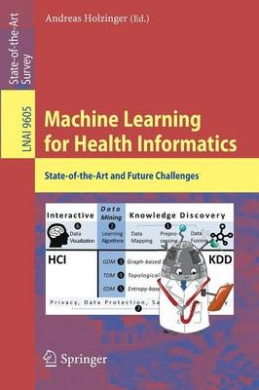 Andreas Holzinger (Ed.)
State-of-the-Art
Survey
LNAI 9605
Machine Learning
for Health Informatics
State-of-the-Art and Future Challenges
Interactive
Data
Mining
Knowledge Discovery
Data
Visualization
Learning
Algorithms
Data
Mapping
Prepro-
cessing
Data
Fusion
HCI
GDM
Graph-based
KDD
TDM
Topological
EDM
Entropy-based
Privacy, Data Protection,
Springer